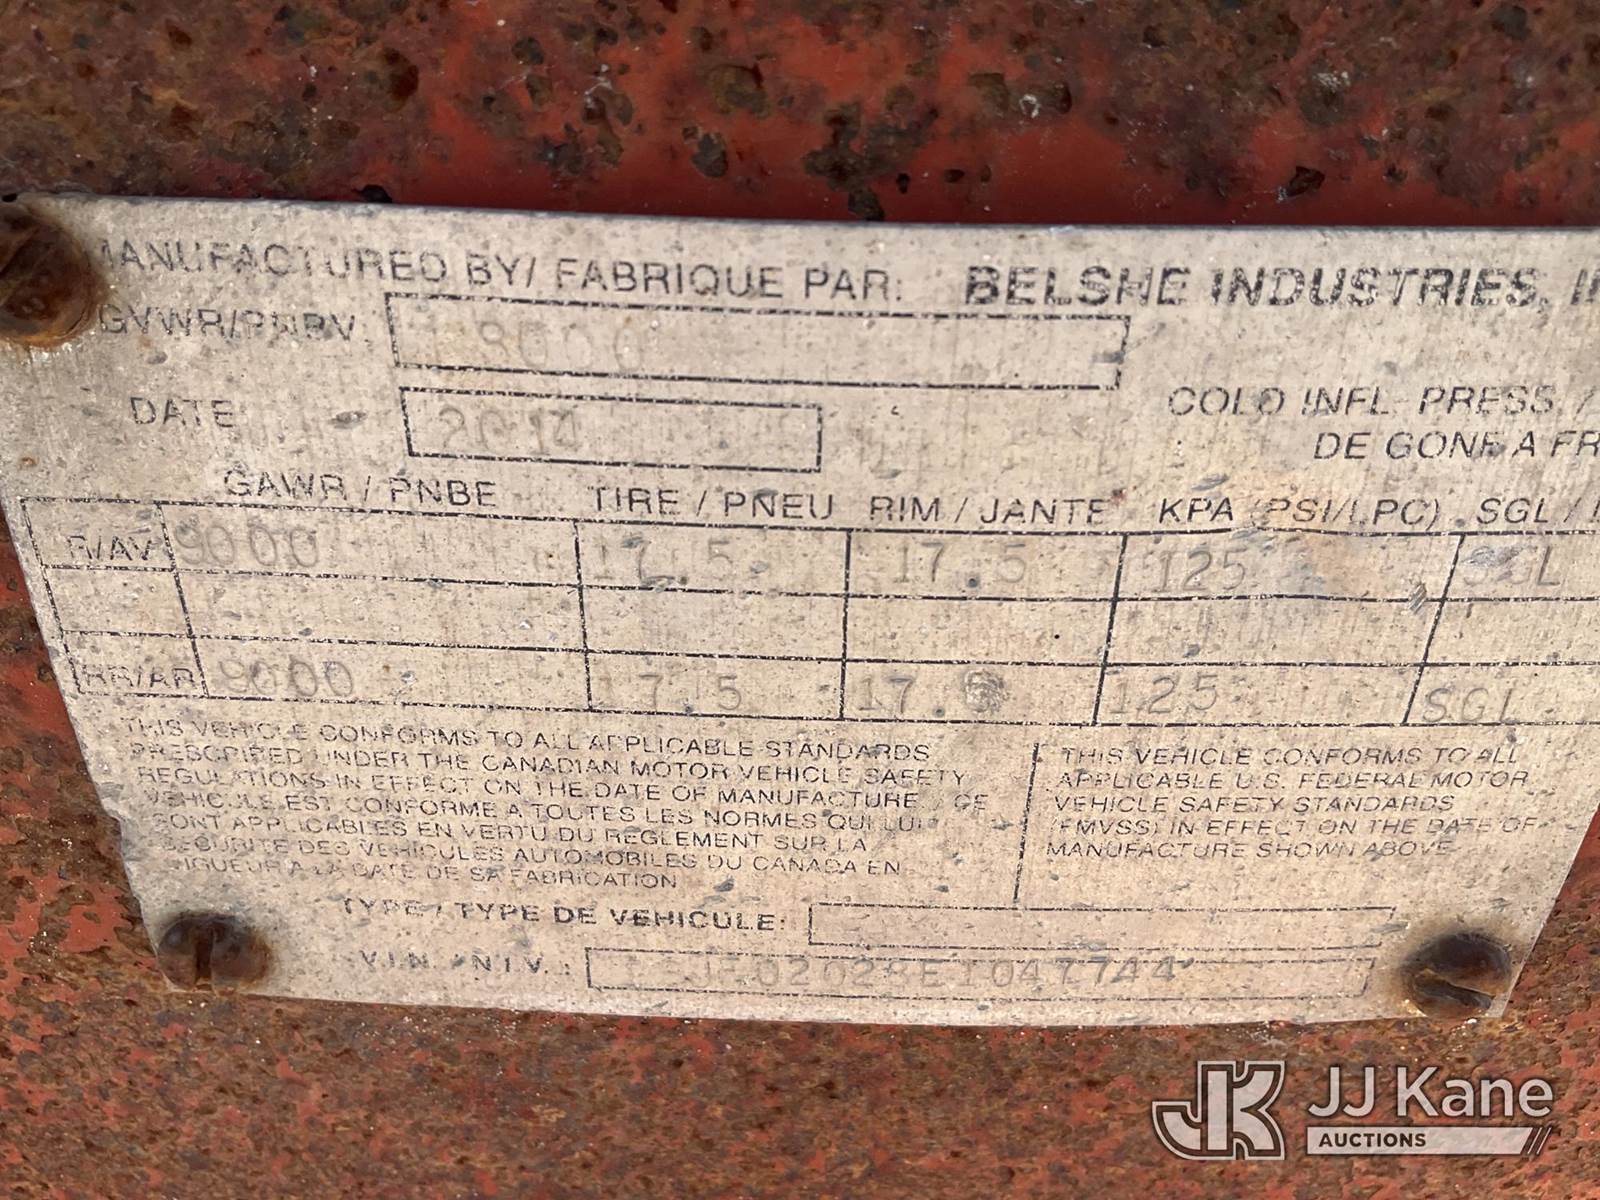 MANUFACTURED BY/ FABRIQUE PAR: BELSHE INDUSTRIES,
GVWR/PNBV
DATE 2014
COLD INFL. PRESS. /
DE GONF. A FR
GAWR / PNBE TIRE / PNEU RIM / JANTE KPA (PSI/LPC) SGL /
F/AV 9000 17.5 17.5 125 SGL
RR/AR 9000 17.5 17.5 125 SGL
THIS VEHICLE CONFORMS TO ALL APPLICABLE STANDARDS
PRESCRIBED UNDER THE CANADIAN MOTOR VEHICLE SAFETY
REGULATIONS IN EFFECT ON THE DATE OF MANUFACTURE / CE
VEHICULE EST CONFORME A TOUTES LES NORMES QUI LUI
SONT APPLICABLES EN VERTU DU REGLEMENT SUR LA
SECURITE DES VEHICULES AUTOMOBILES DU CANADA EN
VIGUEUR A LA DATE DE SA FABRICATION
THIS VEHICLE CONFORMS TO ALL
APPLICABLE U.S. FEDERAL MOTOR
VEHICLE SAFETY STANDARDS
(FMVSS) IN EFFECT ON THE DATE OF
MANUFACTURE SHOWN ABOVE
TYPE / TYPE DE VEHICULE:
V.I.N. / N.I.V. :
JK JJ Kane
AUCTIONS